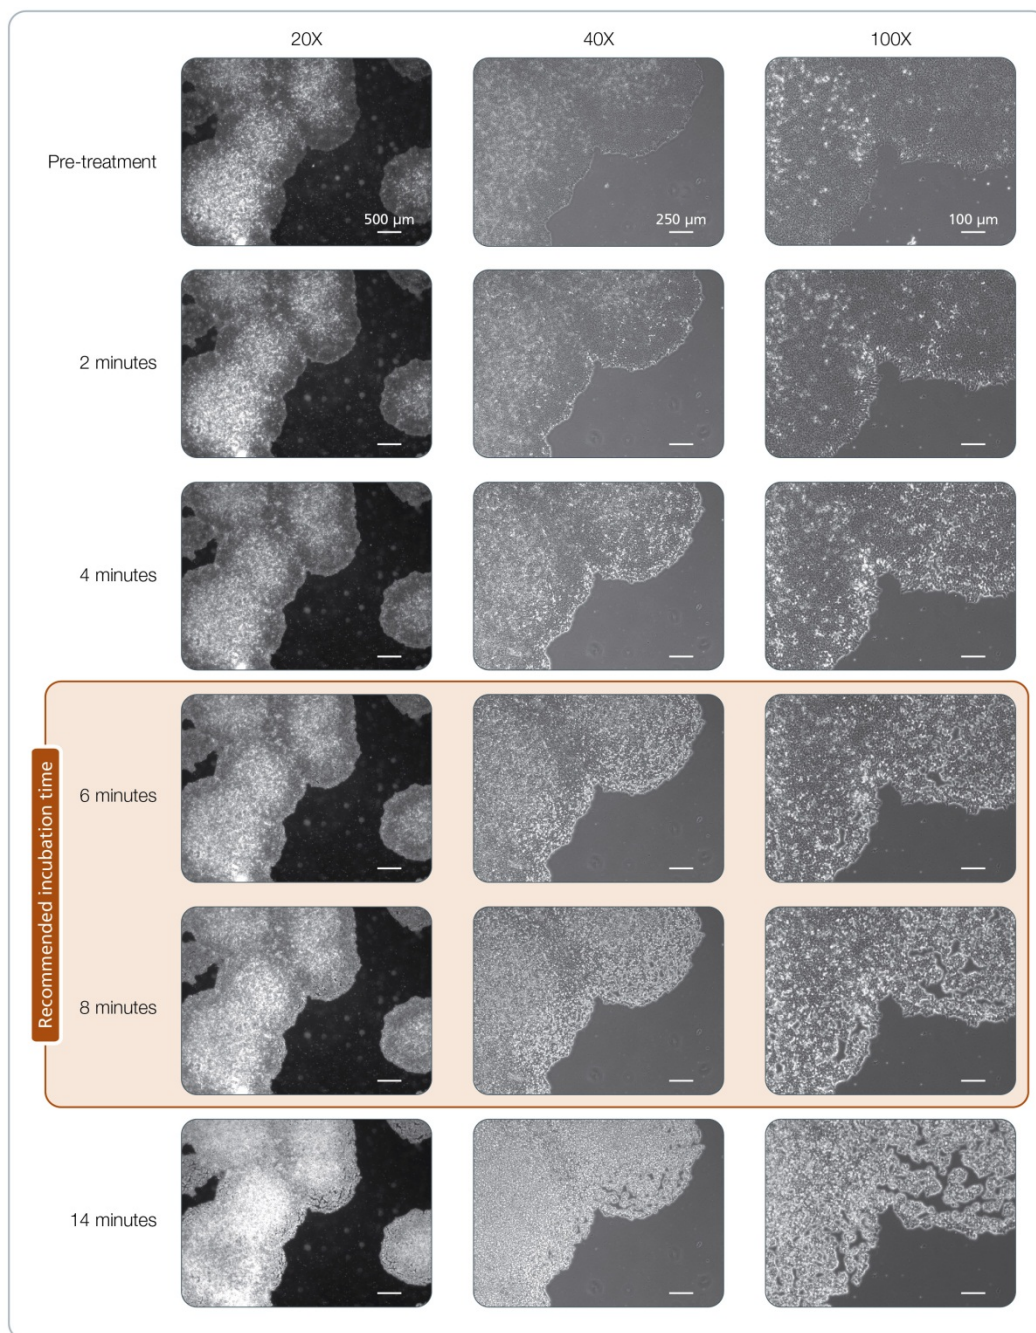 20X
40X
100X
Pre-treatment
500 µm
250 µm
100 µm
2 minutes
4 minutes
Recommended incubation time
6 minutes
8 minutes
14 minutes